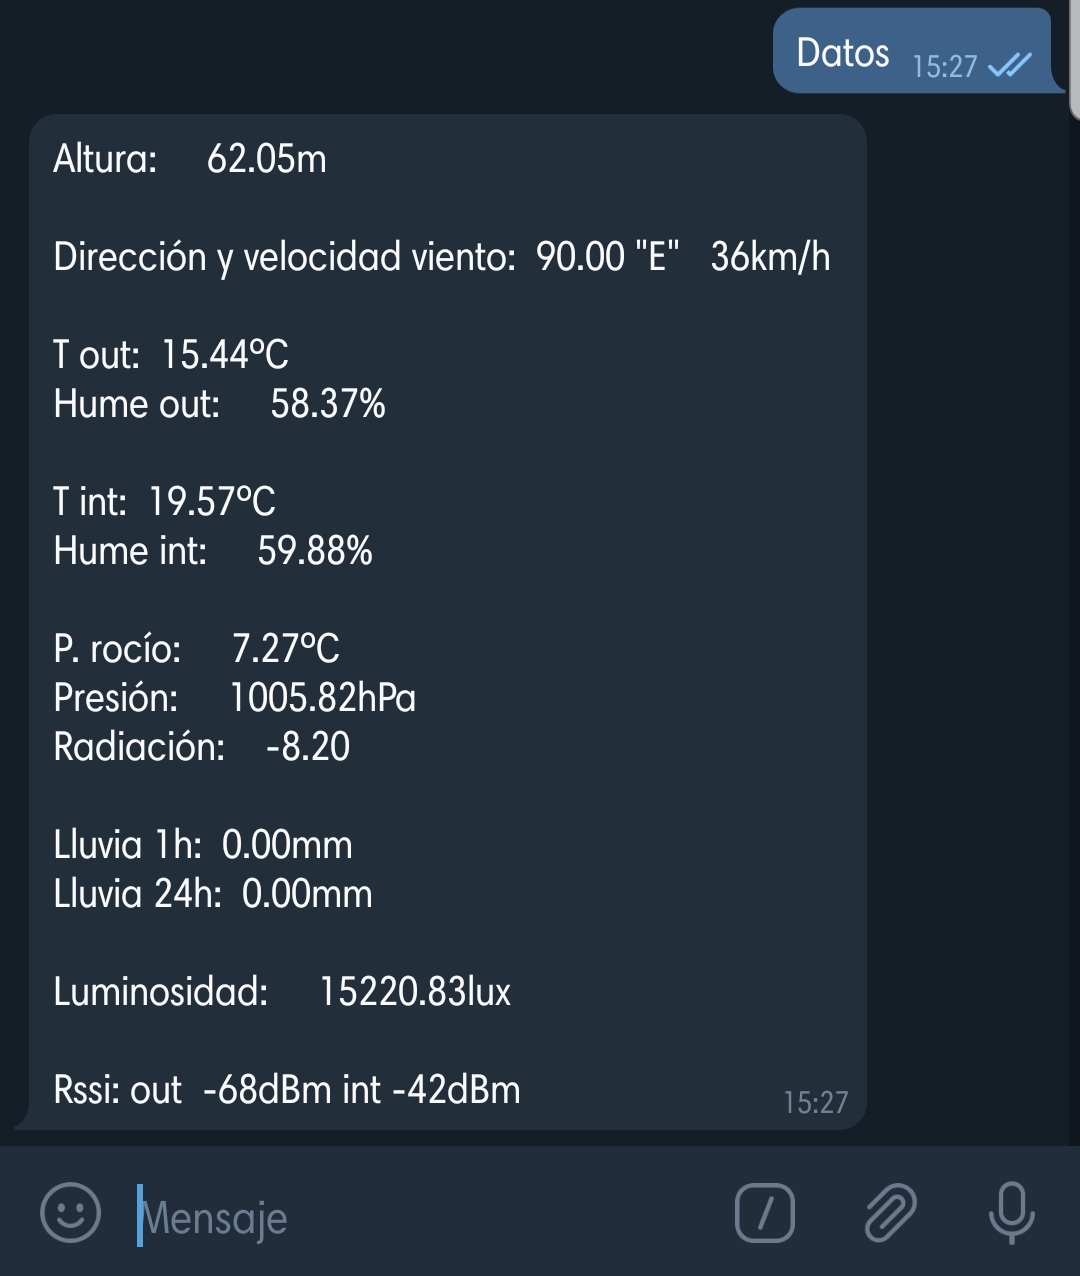 Datos 15:27
Altura: 62.05m
Dirección y velocidad viento: 90.00 "E" 36km/h
T out: 15.44ºC
Hume out: 58.37%
T int: 19.57ºC
Hume int: 59.88%
P. rocío: 7.27ºC
Presión: 1005.82hPa
Radiación: -8.20
Lluvia 1h: 0.00mm
Lluvia 24h: 0.00mm
Luminosidad: 15220.83lux
Rssi: out -68dBm int -42dBm
15:27
Mensaje